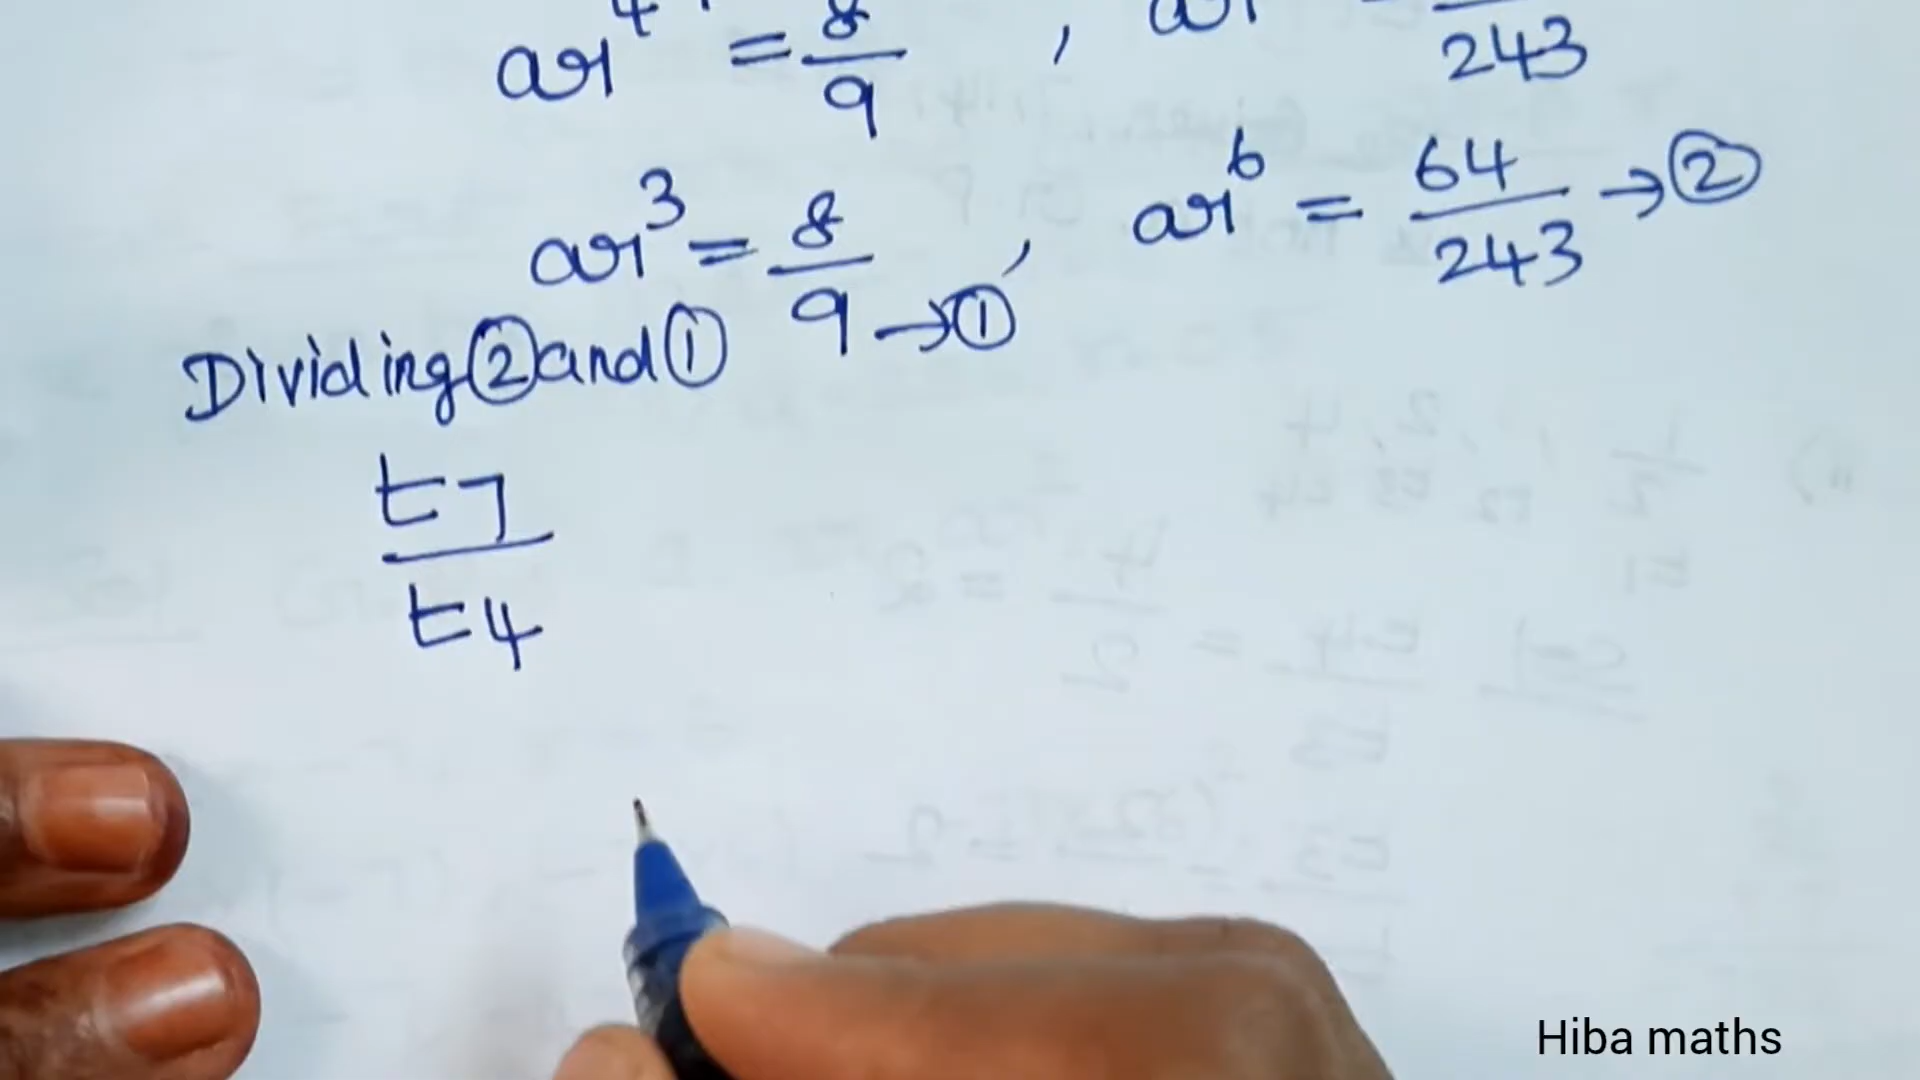 ar⁴ = 8/9 , ar = /243
ar³ = 8/9 → ① , ar⁶ = 64/243 → ②
Dividing ② and ①
t7/t4
Hiba maths